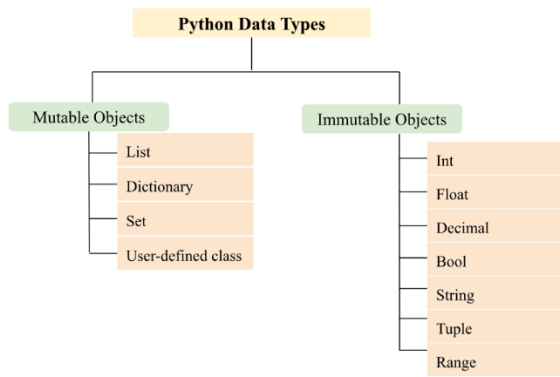 Python Data Types
Mutable Objects
List
Dictionary
Set
User-defined class
Immutable Objects
Int
Float
Decimal
Bool
String
Tuple
Range